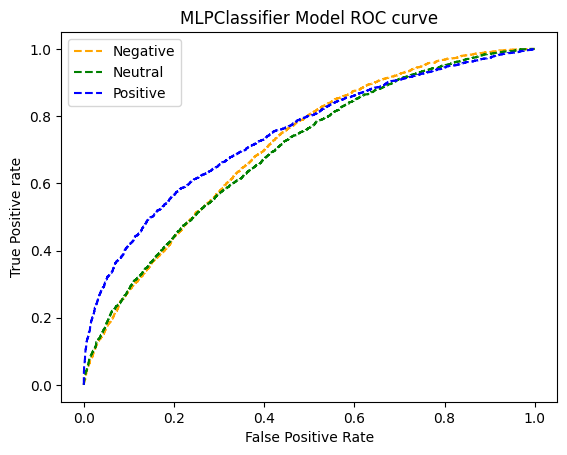 MLPClassifier Model ROC curve
Negative
Neutral
Positive
True Positive rate
1.0
0.8
0.6
0.4
0.2
0.0
0.0 0.2 0.4 0.6 0.8 1.0
False Positive Rate